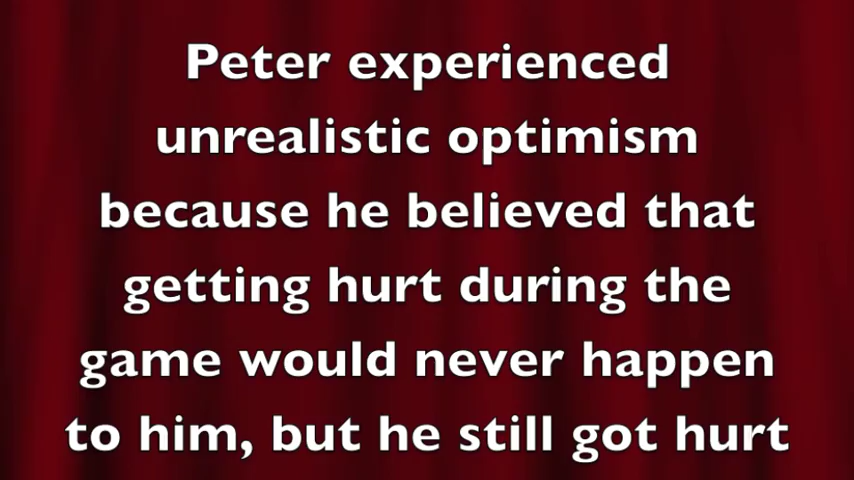 Peter experienced
unrealistic optimism
because he believed that
getting hurt during the
game would never happen
to him, but he still got hurt